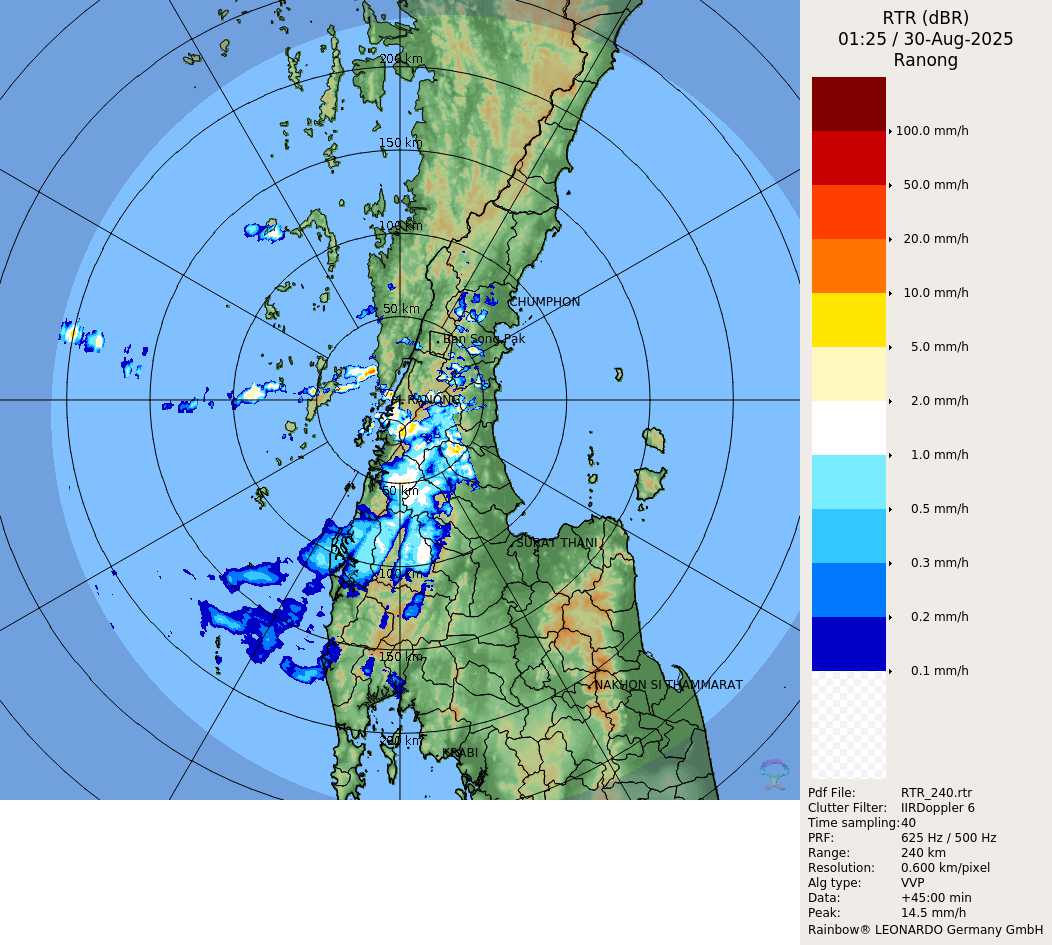 RTR (dBR)
01:25 / 30-Aug-2025
Ranong
200 km
150 km
100 km
50 km
CHUMPHON
Ban Song Pak
RANONG
50 km
SURAT THANI
100 km
150 km
NAKHON SI THAMMARAT
200 km
KRABI
100.0 mm/h
50.0 mm/h
20.0 mm/h
10.0 mm/h
5.0 mm/h
2.0 mm/h
1.0 mm/h
0.5 mm/h
0.3 mm/h
0.2 mm/h
0.1 mm/h
Pdf File: RTR_240.rtr
Clutter Filter: IIRDoppler 6
Time sampling: 40
PRF: 625 Hz / 500 Hz
Range: 240 km
Resolution: 0.600 km/pixel
Alg type: VVP
Data: +45:00 min
Peak: 14.5 mm/h
Rainbow® LEONARDO Germany GmbH